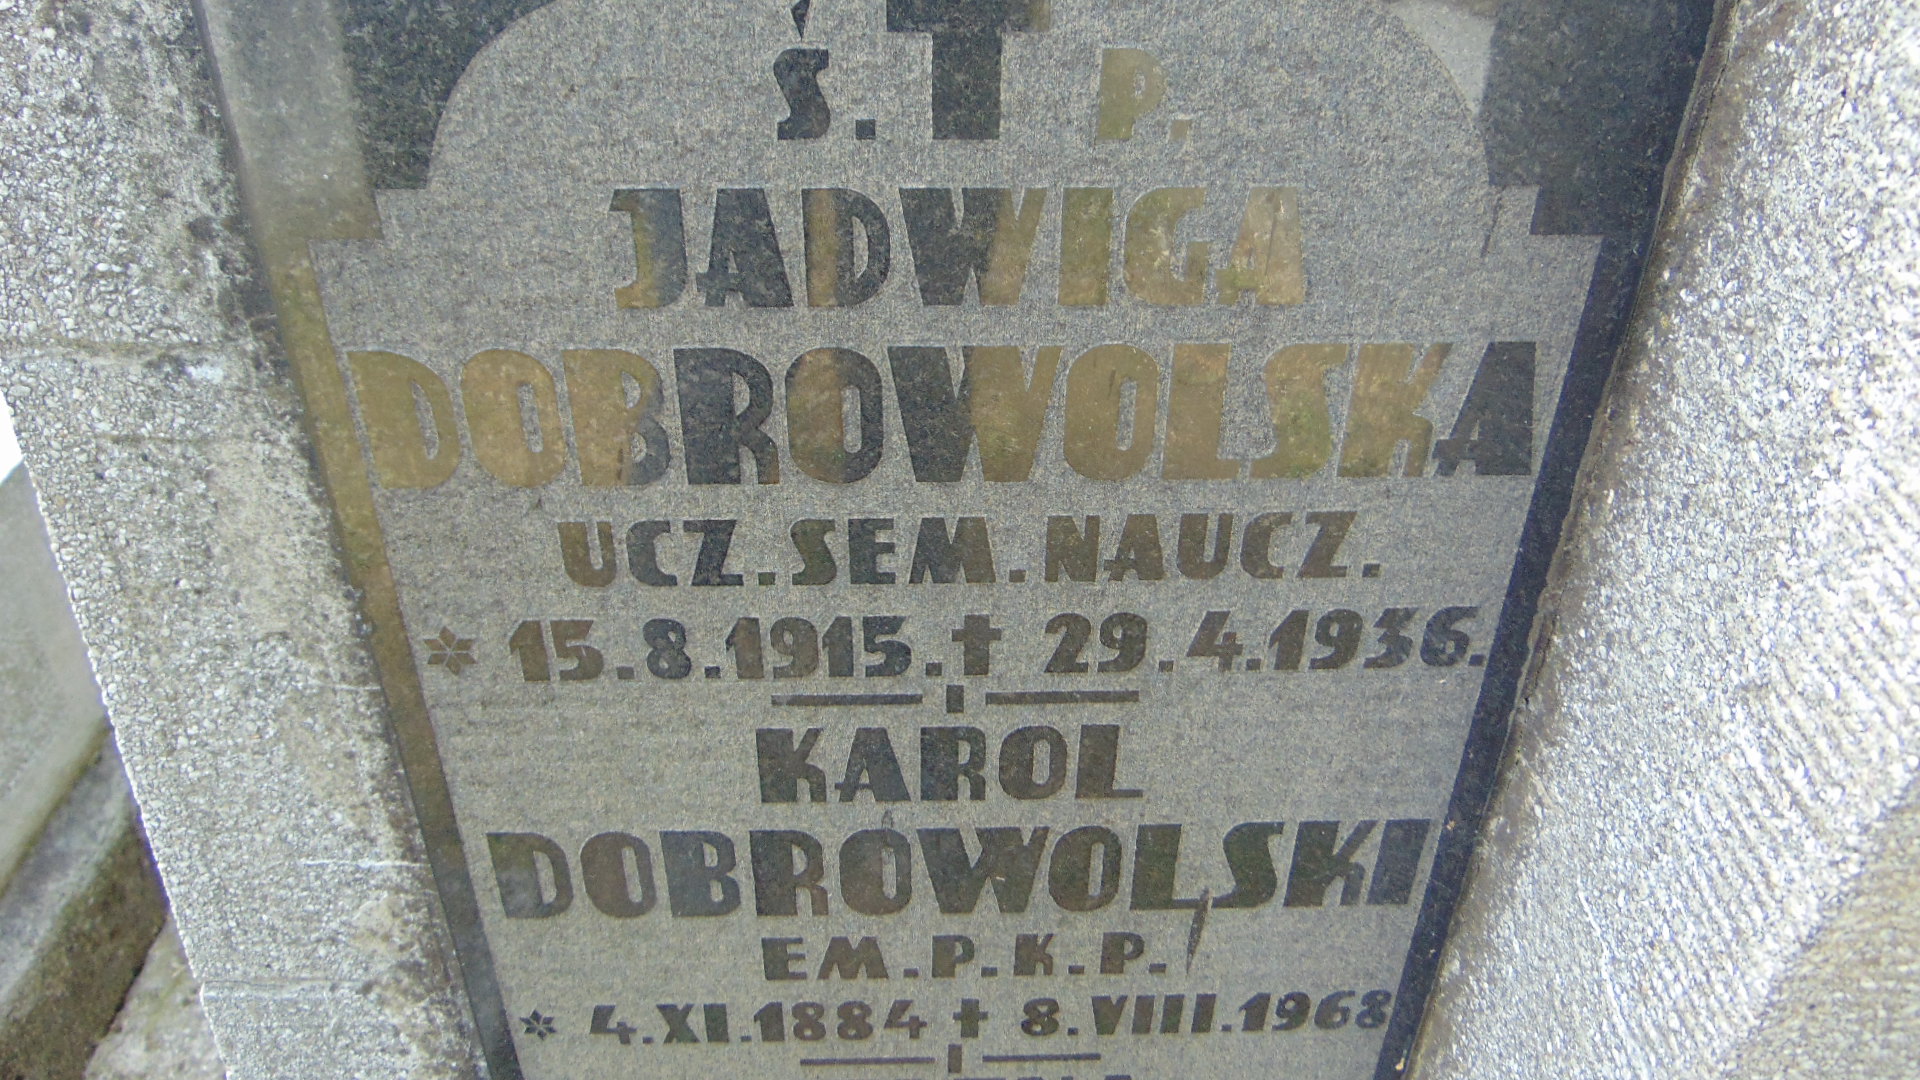 Ś. P.
JADWIGA
DOBROWOLSKA
UCZ. SEM. NAUCZ.
* 15.8.1915. † 29.4.1936.
KAROL
DOBROWOLSKI
EM. P. K. P.
* 4.XI.1884 † 8.VIII.1968